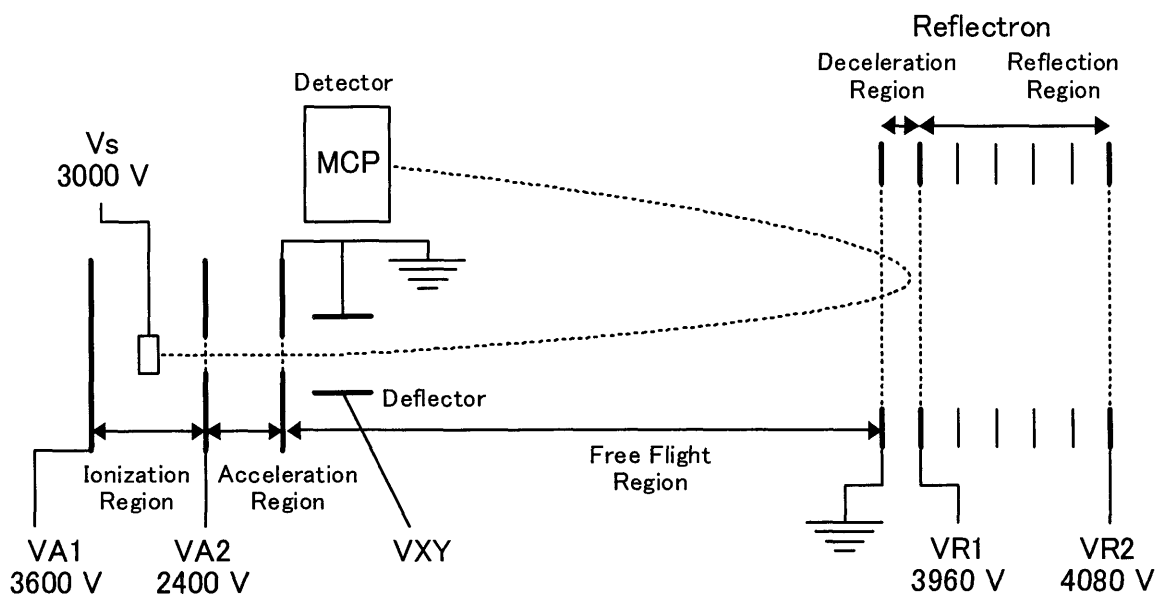 Reflectron
Deceleration
Region
Reflection
Region
Detector
MCP
Vs
3000 V
Deflector
Ionization
Region
Acceleration
Region
Free Flight
Region
VA1
3600 V
VA2
2400 V
VXY
VR1
3960 V
VR2
4080 V